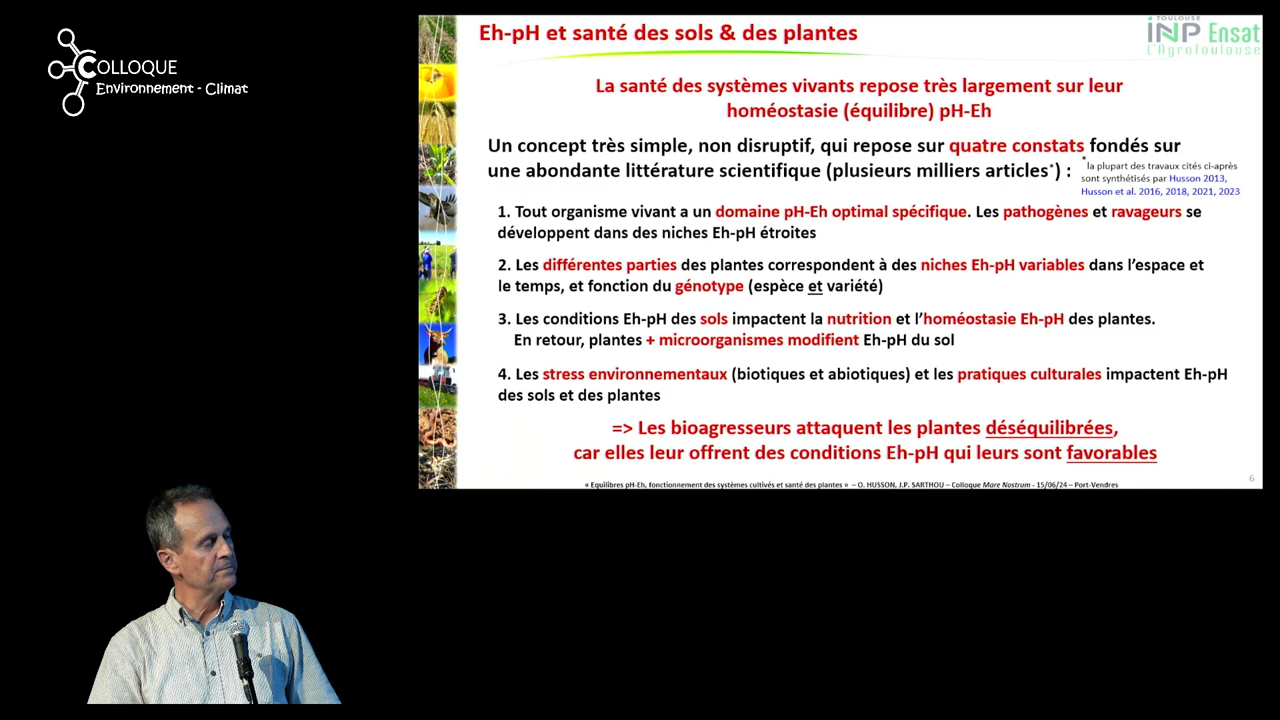 COLLOQUE
Environnement - Climat
Eh-pH et santé des sols & des plantes
TOULOUSE
INP Ensat
L'Agrotoulouse
La santé des systèmes vivants repose très largement sur leur
homéostasie (équilibre) pH-Eh
Un concept très simple, non disruptif, qui repose sur quatre constats fondés sur
une abondante littérature scientifique (plusieurs milliers articles*) :
*la plupart des travaux cités ci-après
sont synthétisés par Husson 2013,
Husson et al. 2016, 2018, 2021, 2023
1. Tout organisme vivant a un domaine pH-Eh optimal spécifique. Les pathogènes et ravageurs se
développent dans des niches Eh-pH étroites
2. Les différentes parties des plantes correspondent à des niches Eh-pH variables dans l'espace et
le temps, et fonction du génotype (espèce et variété)
3. Les conditions Eh-pH des sols impactent la nutrition et l'homéostasie Eh-pH des plantes.
En retour, plantes + microorganismes modifient Eh-pH du sol
4. Les stress environnementaux (biotiques et abiotiques) et les pratiques culturales impactent Eh-pH
des sols et des plantes
=> Les bioagresseurs attaquent les plantes déséquilibrées,
car elles leur offrent des conditions Eh-pH qui leurs sont favorables
« Equilibres pH-Eh, fonctionnement des systèmes cultivés et santé des plantes » – O. HUSSON, J.P. SARTHOU – Colloque Mare Nostrum - 15/06/24 – Port-Vendres
6